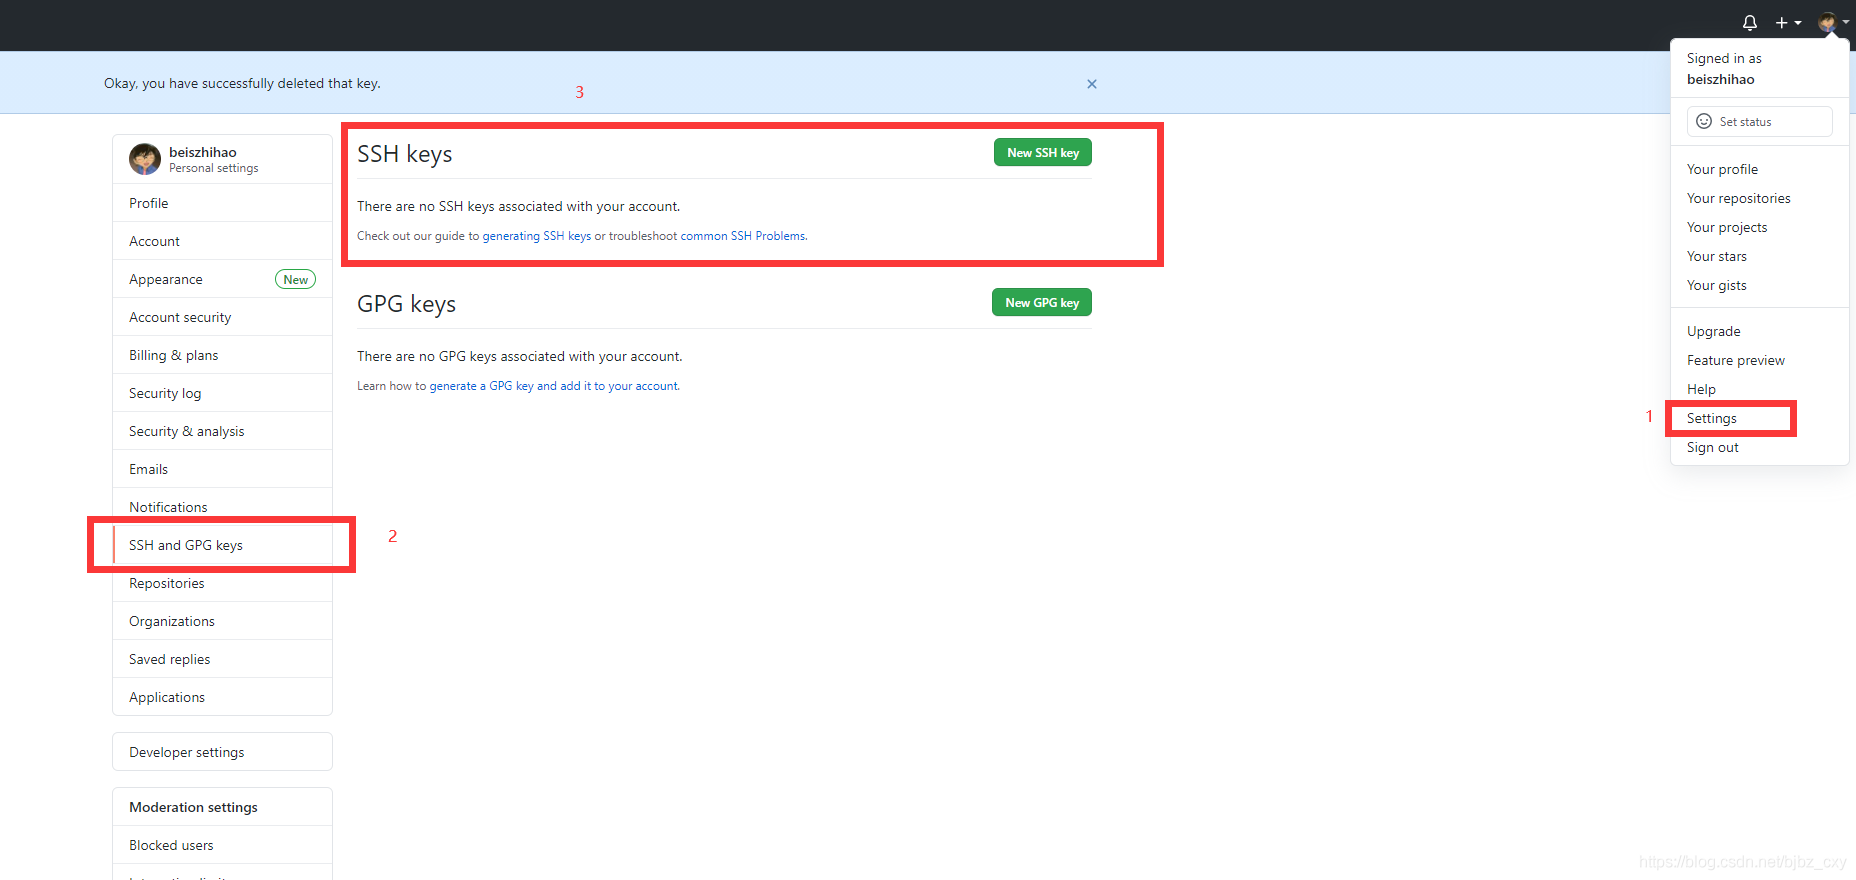 Okay, you have successfully deleted that key.
3
Signed in as
beiszhihao
Set status
Your profile
Your repositories
Your projects
Your stars
Your gists
Upgrade
Feature preview
Help
1
Settings
Sign out
beiszhihao
Personal settings
Profile
Account
Appearance New
Account security
Billing & plans
Security log
Security & analysis
Emails
Notifications
SSH and GPG keys
2
Repositories
Organizations
Saved replies
Applications
Developer settings
Moderation settings
Blocked users
SSH keys New SSH key
There are no SSH keys associated with your account.
Check out our guide to generating SSH keys or troubleshoot common SSH Problems.
GPG keys New GPG key
There are no GPG keys associated with your account.
Learn how to generate a GPG key and add it to your account.
https://blog.csdn.net/bjbz_cxy